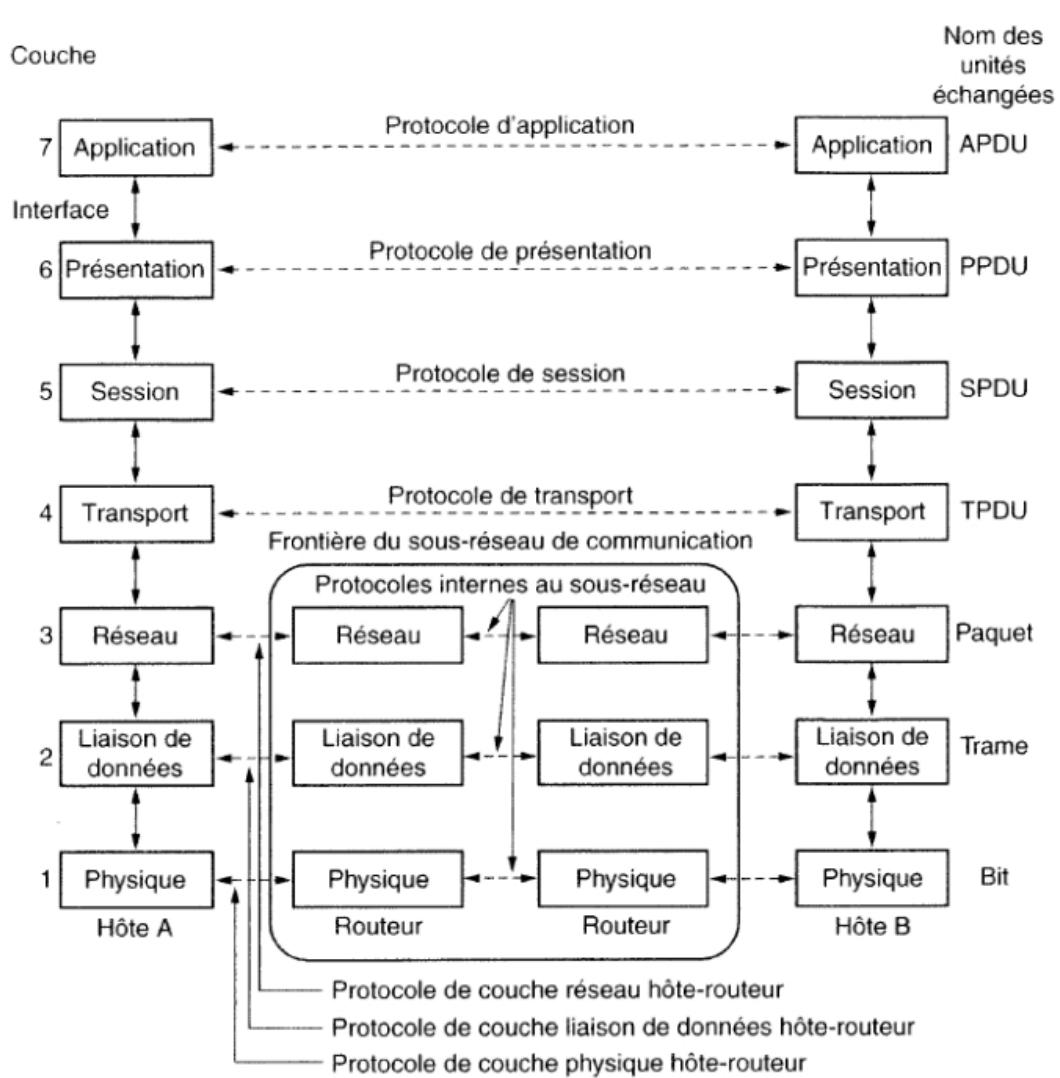 Couche
Nom des
unités
échangées
7 Application
Protocole d'application
Application
APDU
Interface
6 Présentation
Protocole de présentation
Présentation
PPDU
5 Session
Protocole de session
Session
SPDU
4 Transport
Protocole de transport
Transport
TPDU
Frontière du sous-réseau de communication
Protocoles internes au sous-réseau
3 Réseau
Réseau
Réseau
Réseau
Paquet
2 Liaison de
données
Liaison de
données
Liaison de
données
Liaison de
données
Trame
1 Physique
Physique
Physique
Physique
Bit
Hôte A
Routeur
Routeur
Hôte B
Protocole de couche réseau hôte-routeur
Protocole de couche liaison de données hôte-routeur
Protocole de couche physique hôte-routeur